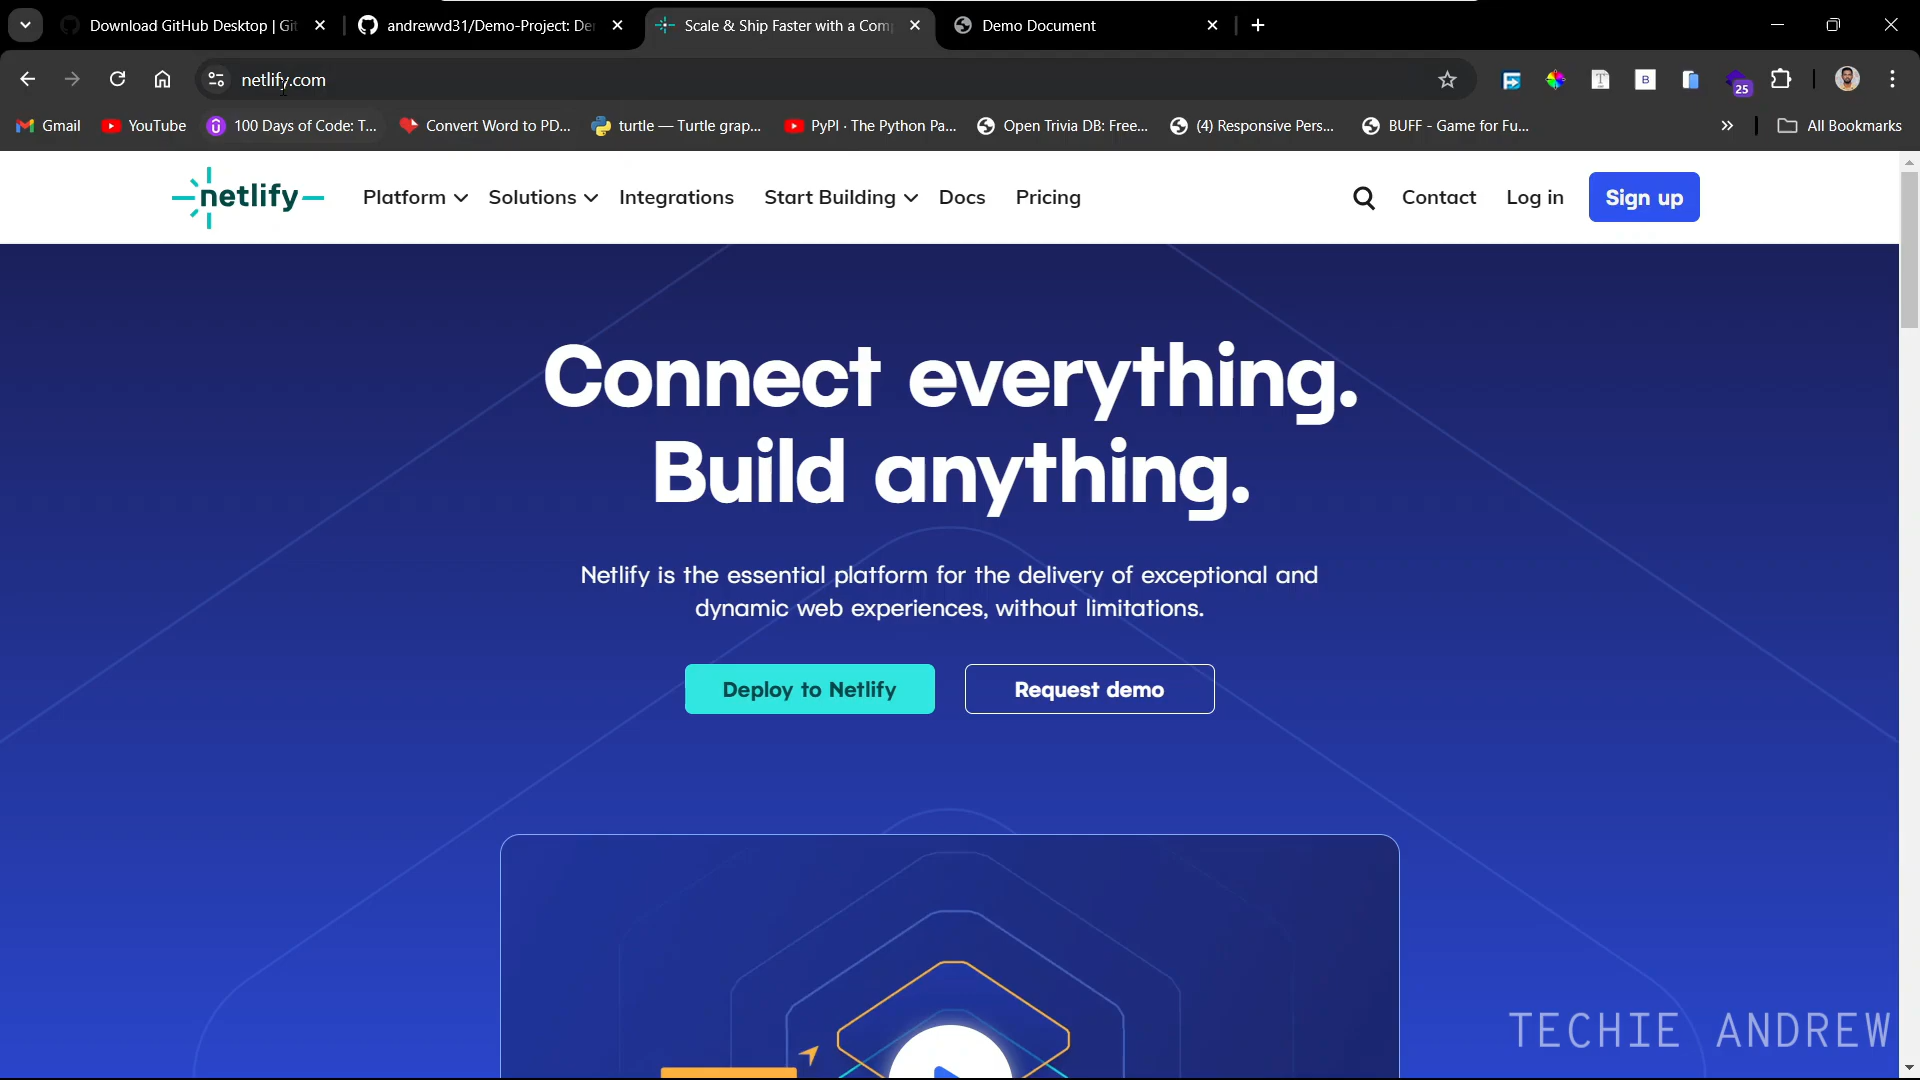 Download GitHub Desktop | Git
andrewvd31/Demo-Project: De
Scale & Ship Faster with a Com
Demo Document
netlify.com
25
Gmail
YouTube
100 Days of Code: T...
Convert Word to PD...
turtle — Turtle grap...
PyPI · The Python Pa...
Open Trivia DB: Free...
(4) Responsive Pers...
BUFF - Game for Fu...
All Bookmarks
netlify
Platform
Solutions
Integrations
Start Building
Docs
Pricing
Contact
Log in
Sign up
Connect everything.
Build anything.
Netlify is the essential platform for the delivery of exceptional and
dynamic web experiences, without limitations.
Deploy to Netlify
Request demo
TECHIE ANDREW